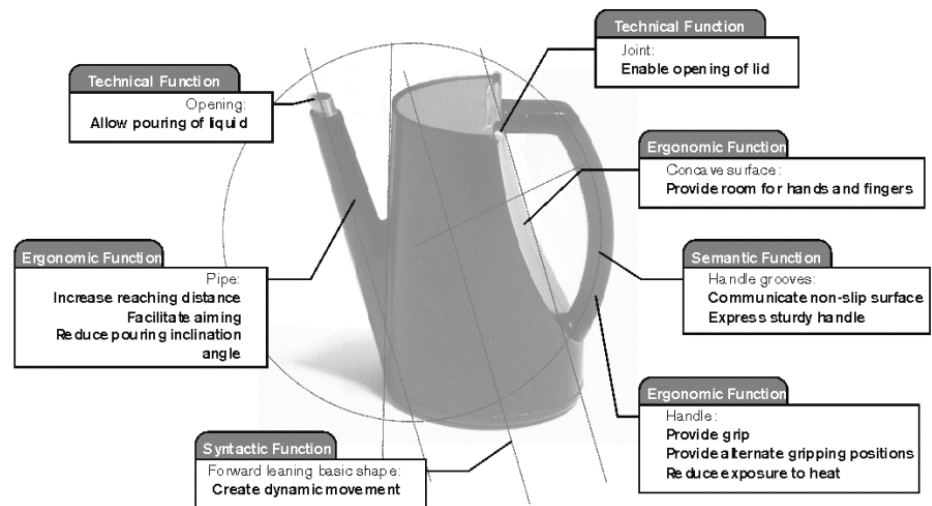 Technical Function
Joint:
Enable opening of lid
Technical Function
Opening:
Allow pouring of liquid
Ergonomic Function
Concave surface:
Provide room for hands and fingers
Ergonomic Function
Pipe:
Increase reaching distance
Facilitate aiming
Reduce pouring inclination
angle
Semantic Function
Handle grooves:
Communicate non-slip surface
Express sturdy handle
Ergonomic Function
Handle:
Provide grip
Provide alternate gripping positions
Reduce exposure to heat
Syntactic Function
Forward leaning basic shape:
Create dynamic movement